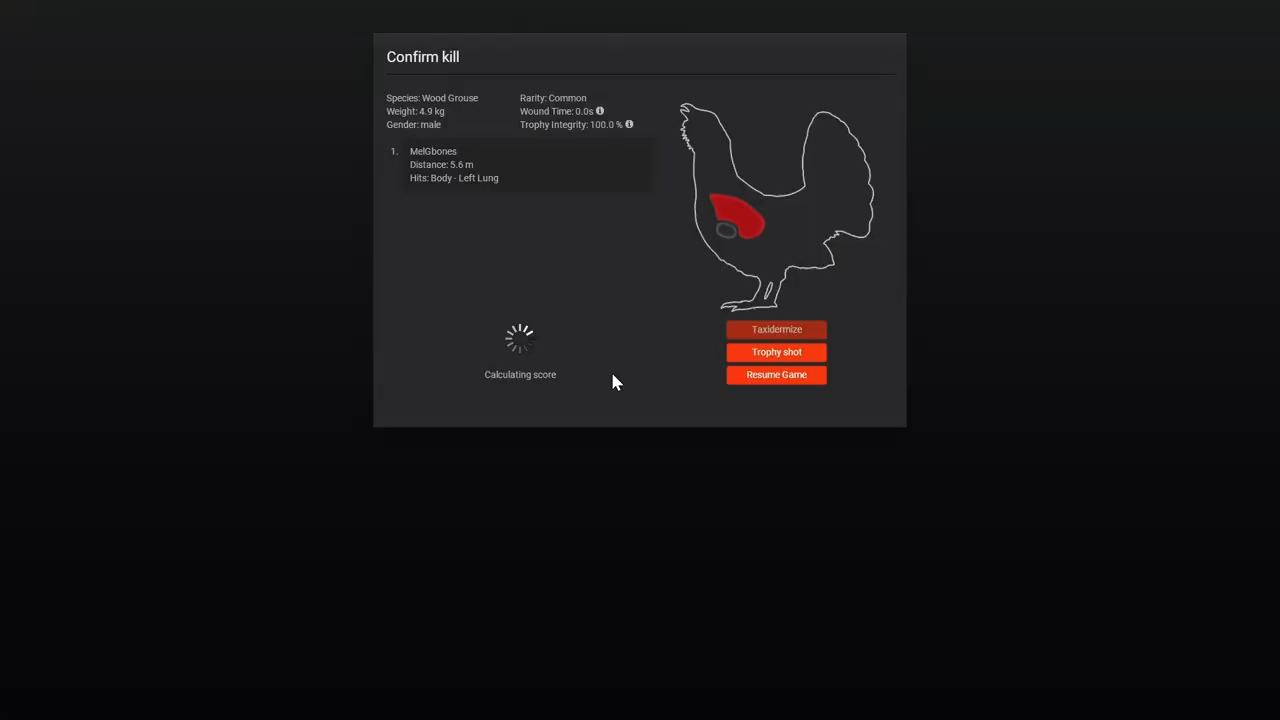 Confirm kill
Species: Wood Grouse
Weight: 4.9 kg
Gender: male
Rarity: Common
Wound Time: 0.0s
Trophy Integrity: 100.0 %
1. MelGbones
Distance: 5.6 m
Hits: Body - Left Lung
Calculating score
Taxidermize
Trophy shot
Resume Game